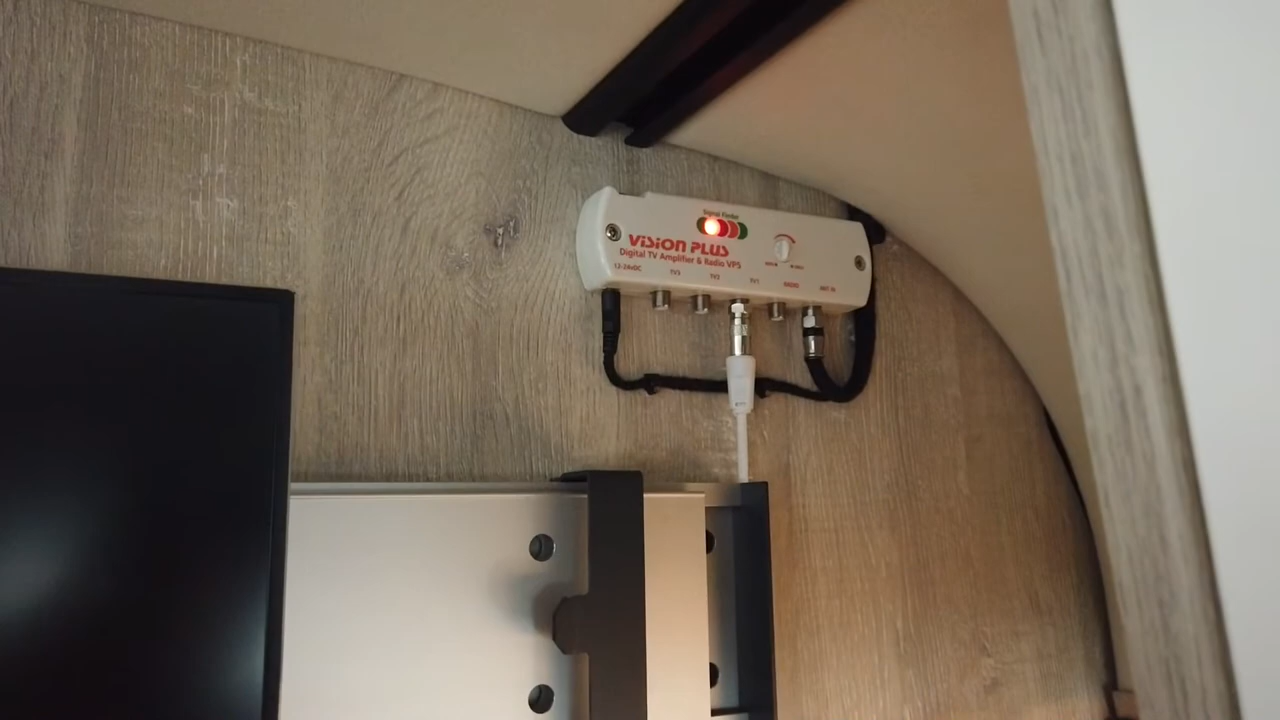 Signal Finder
VISION PLUS
Digital TV Amplifier & Radio VP5
12-24vDC
TV3
TV2
TV1
RADIO
ANT IN